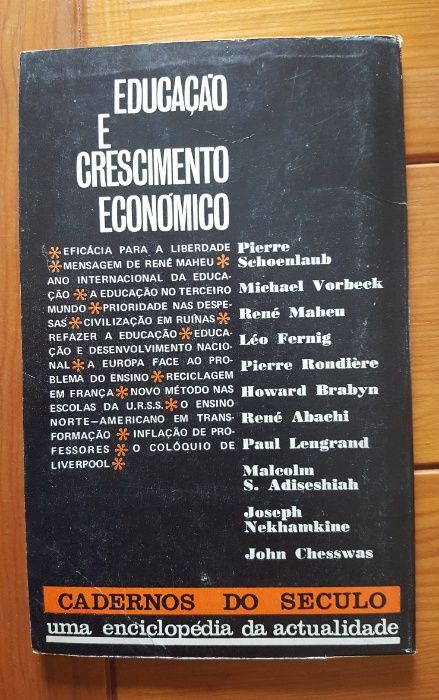 EDUCAÇÃO
E
CRESCIMENTO
ECONÓMICO
*EFICÁCIA PARA A LIBERDADE
*MENSAGEM DE RENÉ MAHEU*
ANO INTERNACIONAL DA EDUCA-
ÇÃO*A EDUCAÇÃO NO TERCEIRO
MUNDO*PRIORIDADE NAS DESPE-
SAS*CIVILIZAÇÃO EM RUÍNAS*
REFAZER A EDUCAÇÃO*EDUCA-
ÇÃO E DESENVOLVIMENTO NACIO-
NAL*A EUROPA FACE AO PRO-
BLEMA DO ENSINO*RECICLAGEM
EM FRANÇA*NOVO MÉTODO NAS
ESCOLAS DA U.R.S.S.*O ENSINO
NORTE-AMERICANO EM TRANS-
FORMAÇÃO*INFLAÇÃO DE PRO-
FESSORES*O COLÓQUIO DE
LIVERPOOL*
Pierre
Schoenlaub
Michael Vorbeck
René Maheu
Léo Fernig
Pierre Rondière
Howard Brabyn
René Abachi
Paul Lengrand
Malcolm
S. Adiseshiah
Joseph
Nekhamkine
John Chesswas
CADERNOS DO SECULO
uma enciclopédia da actualidade